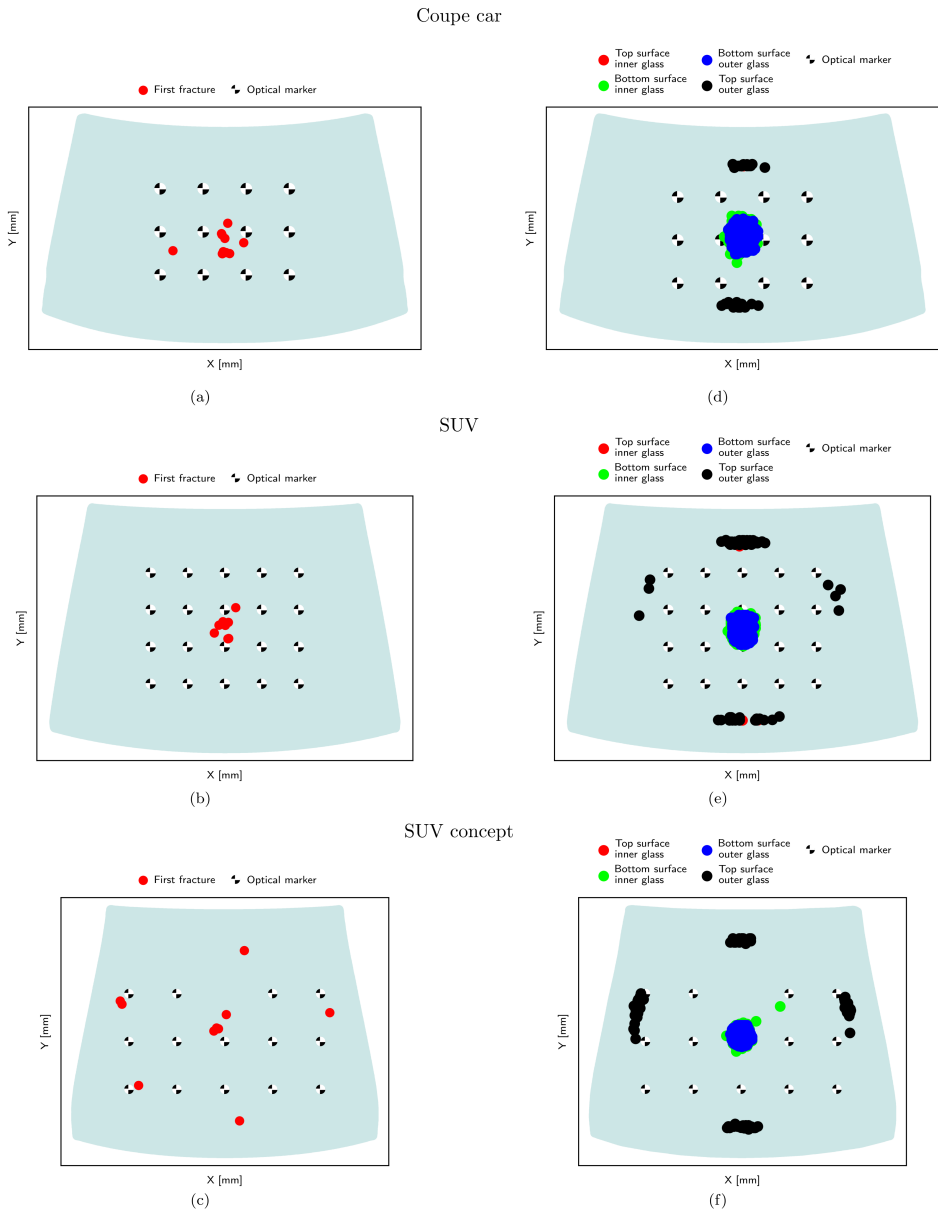 Coupe car
First fracture
Optical marker
Y [mm]
X [mm]
(a)
Top surface
inner glass
Bottom surface
outer glass
Optical marker
Bottom surface
inner glass
Top surface
outer glass
Y [mm]
X [mm]
(d)
SUV
First fracture
Optical marker
Y [mm]
X [mm]
(b)
Top surface
inner glass
Bottom surface
outer glass
Optical marker
Bottom surface
inner glass
Top surface
outer glass
Y [mm]
X [mm]
(e)
SUV concept
First fracture
Optical marker
Y [mm]
X [mm]
(c)
Top surface
inner glass
Bottom surface
outer glass
Optical marker
Bottom surface
inner glass
Top surface
outer glass
Y [mm]
X [mm]
(f)